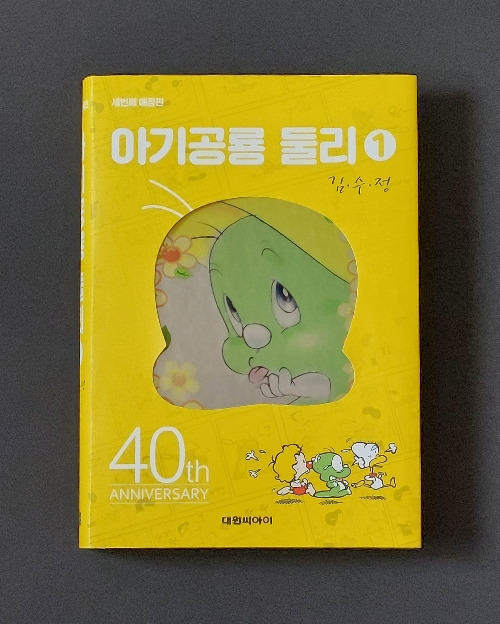 세번째 애장판
아기공룡 둘리 1
김·수·정
40th
ANNIVERSARY
대원씨아이